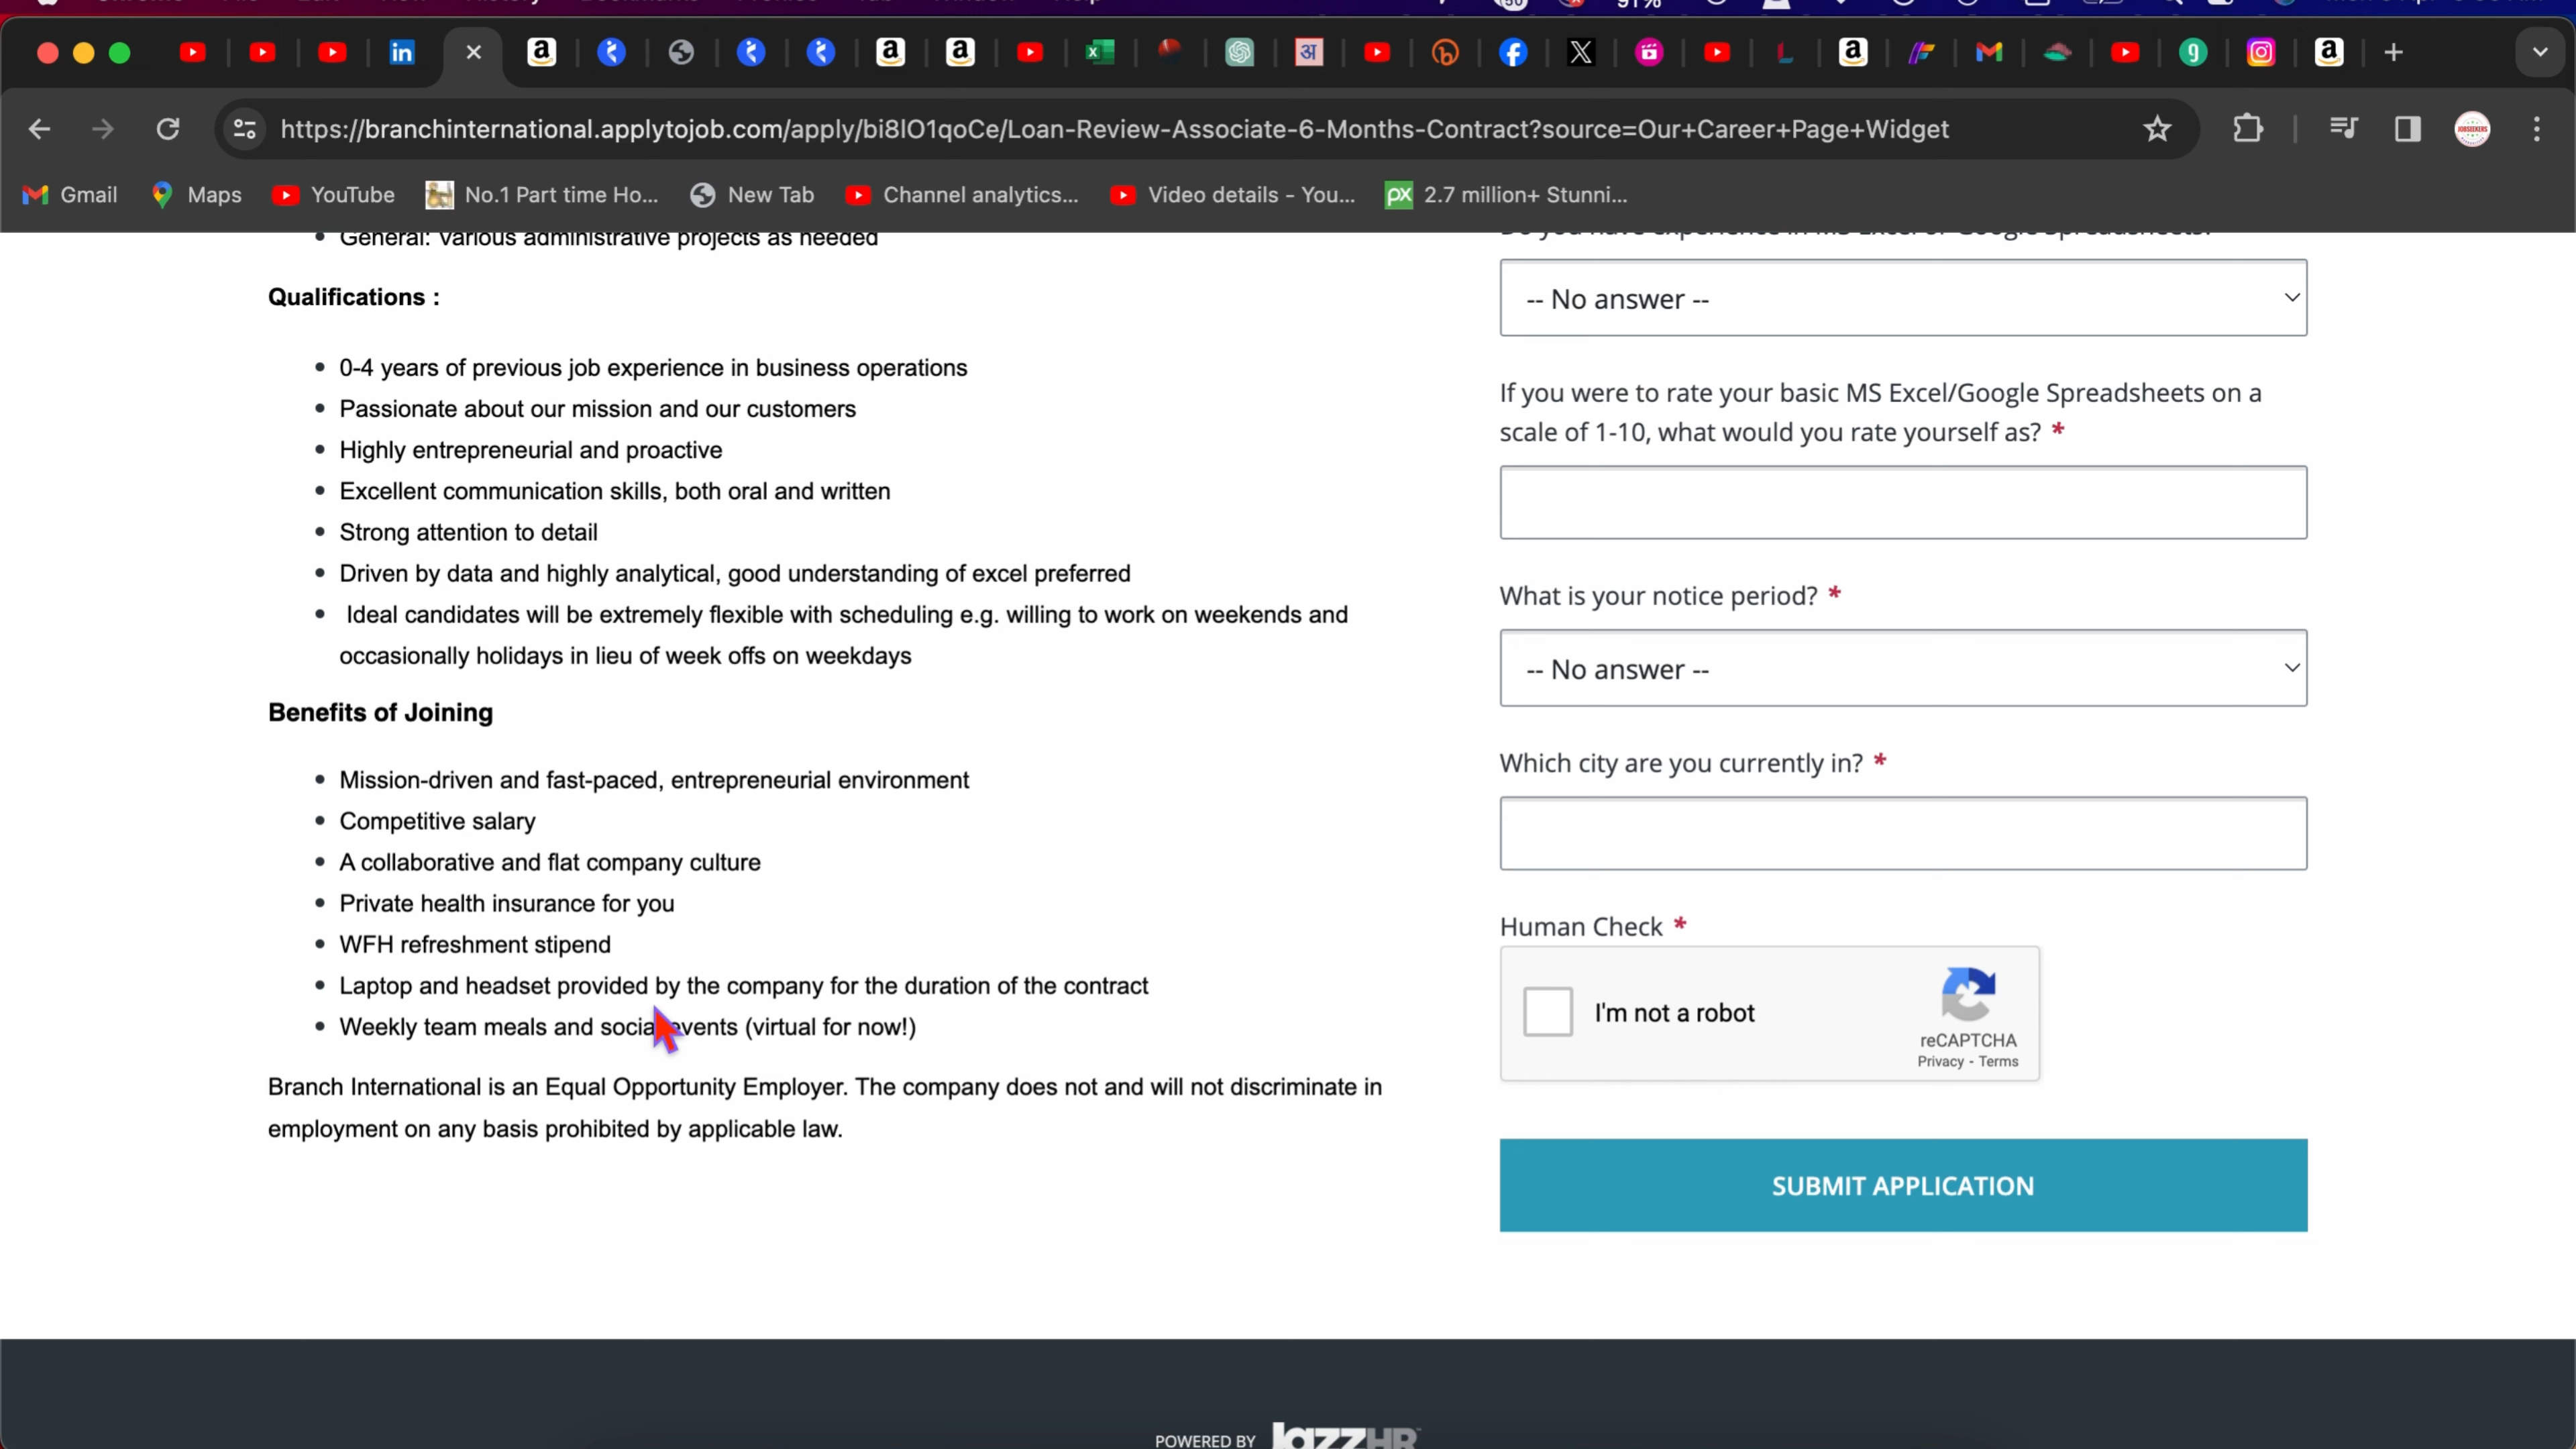 91%
https://branchinternational.applytojob.com/apply/bi8lO1qoCe/Loan-Review-Associate-6-Months-Contract?source=Our+Career+Page+Widget
Gmail Maps YouTube No.1 Part time Ho... New Tab Channel analytics... Video details - You... 2.7 million+ Stunni...
General: Various administrative projects as needed
Qualifications :
0-4 years of previous job experience in business operations
Passionate about our mission and our customers
Highly entrepreneurial and proactive
Excellent communication skills, both oral and written
Strong attention to detail
Driven by data and highly analytical, good understanding of excel preferred
Ideal candidates will be extremely flexible with scheduling e.g. willing to work on weekends and
occasionally holidays in lieu of week offs on weekdays
Benefits of Joining
Mission-driven and fast-paced, entrepreneurial environment
Competitive salary
A collaborative and flat company culture
Private health insurance for you
WFH refreshment stipend
Laptop and headset provided by the company for the duration of the contract
Weekly team meals and social events (virtual for now!)
Branch International is an Equal Opportunity Employer. The company does not and will not discriminate in
employment on any basis prohibited by applicable law.
Do you have experience in MS Excel or Google Spreadsheets?
-- No answer --
If you were to rate your basic MS Excel/Google Spreadsheets on a
scale of 1-10, what would you rate yourself as? *
What is your notice period? *
-- No answer --
Which city are you currently in? *
Human Check *
I'm not a robot
reCAPTCHA
Privacy - Terms
SUBMIT APPLICATION
POWERED BY JazzHR